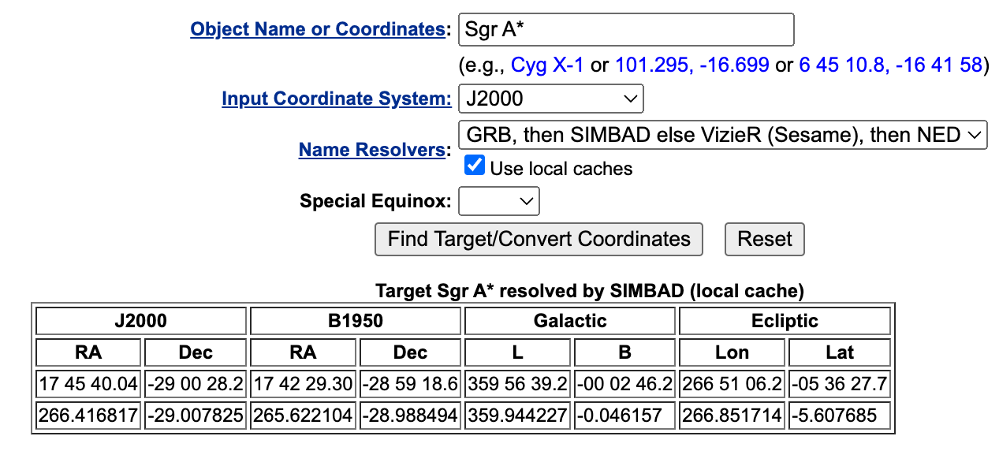 Object Name or Coordinates: Sgr A*
(e.g., Cyg X-1 or 101.295, -16.699 or 6 45 10.8, -16 41 58)
Input Coordinate System: J2000
Name Resolvers: GRB, then SIMBAD else VizieR (Sesame), then NED
Use local caches
Special Equinox:
Find Target/Convert Coordinates Reset
Target Sgr A* resolved by SIMBAD (local cache)
J2000 B1950 Galactic Ecliptic
RA Dec RA Dec L B Lon Lat
17 45 40.04 -29 00 28.2 17 42 29.30 -28 59 18.6 359 56 39.2 -00 02 46.2 266 51 06.2 -05 36 27.7
266.416817 -29.007825 265.622104 -28.988494 359.944227 -0.046157 266.851714 -5.607685